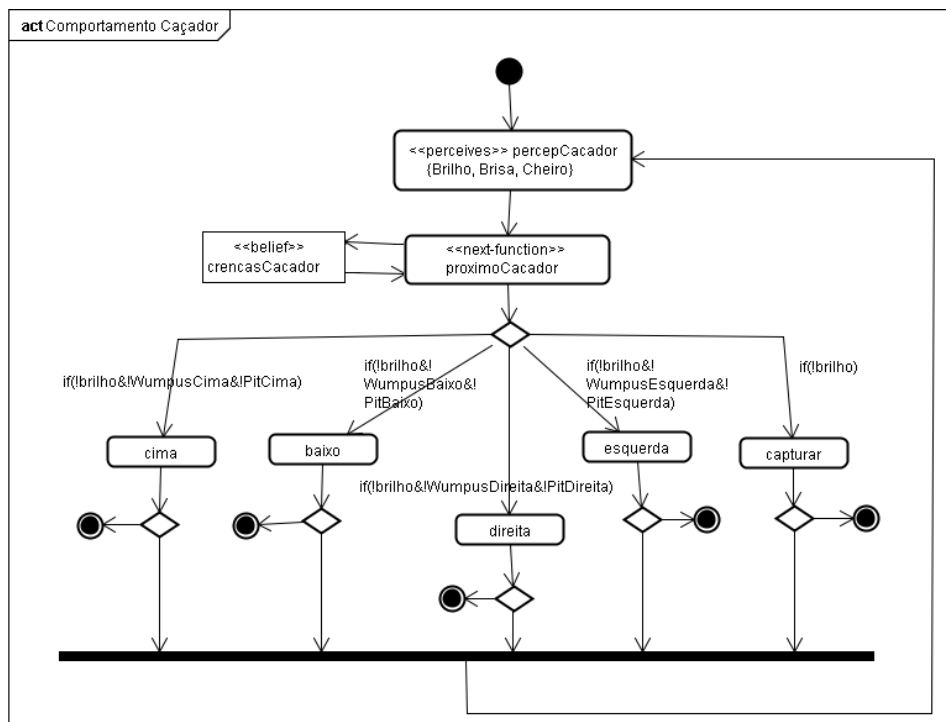 act Comportamento Caçador
<<perceives>> percepCacador
{Brilho, Brisa, Cheiro}
<<belief>>
crencasCacador
<<next-function>>
proximoCacador
if(!brilho&!WumpusCima&!PitCima)
if(!brilho&!
WumpusBaixo&!
PitBaixo)
if(!brilho&!WumpusDireita&!PitDireita)
if(!brilho&!
WumpusEsquerda&!
PitEsquerda)
if(!brilho)
cima
baixo
direita
esquerda
capturar